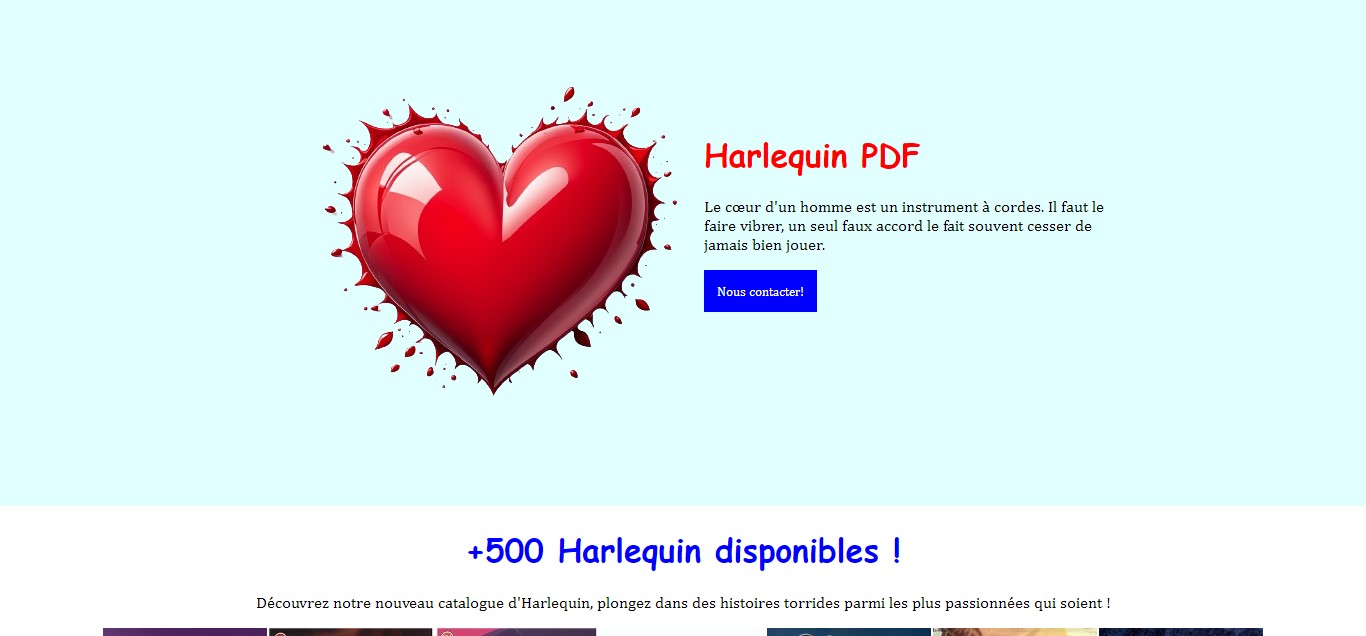 Harlequin PDF
Le cœur d'un homme est un instrument à cordes. Il faut le
faire vibrer, un seul faux accord le fait souvent cesser de
jamais bien jouer.
Nous contacter!
+500 Harlequin disponibles !
Découvrez notre nouveau catalogue d'Harlequin, plongez dans des histoires torrides parmi les plus passionnées qui soient !